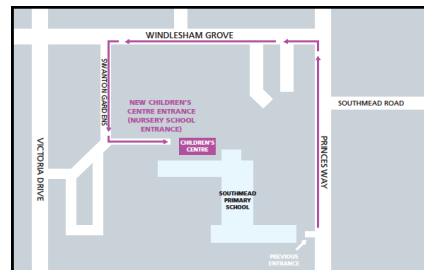 WINDLESHAM GROVE
SWANTON GARDENS
NEW CHILDREN'S
CENTRE ENTRANCE
(NURSERY SCHOOL
ENTRANCE)
SOUTHMEAD ROAD
CHILDREN'S
CENTRE
VICTORIA DRIVE
PRINCES WAY
SOUTHMEAD
PRIMARY
SCHOOL
PREVIOUS
ENTRANCE